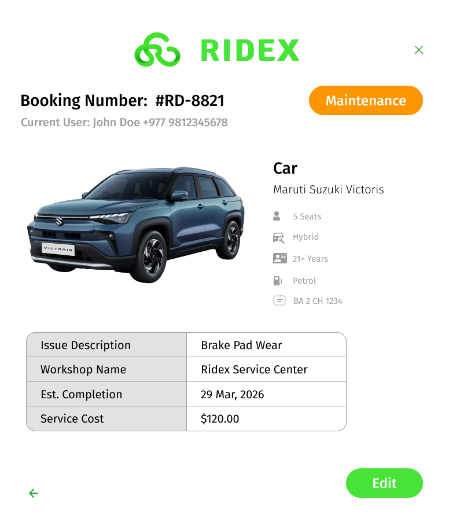 RIDEX
Booking Number: #RD-8821
Maintenance
Current User: John Doe +977 9812345678
Car
Maruti Suzuki Victoris
5 Seats
Hybrid
21+ Years
Petrol
BA 2 CH 1234
VICTORIS
Issue Description Brake Pad Wear
Workshop Name Ridex Service Center
Est. Completion 29 Mar, 2026
Service Cost $120.00
Edit